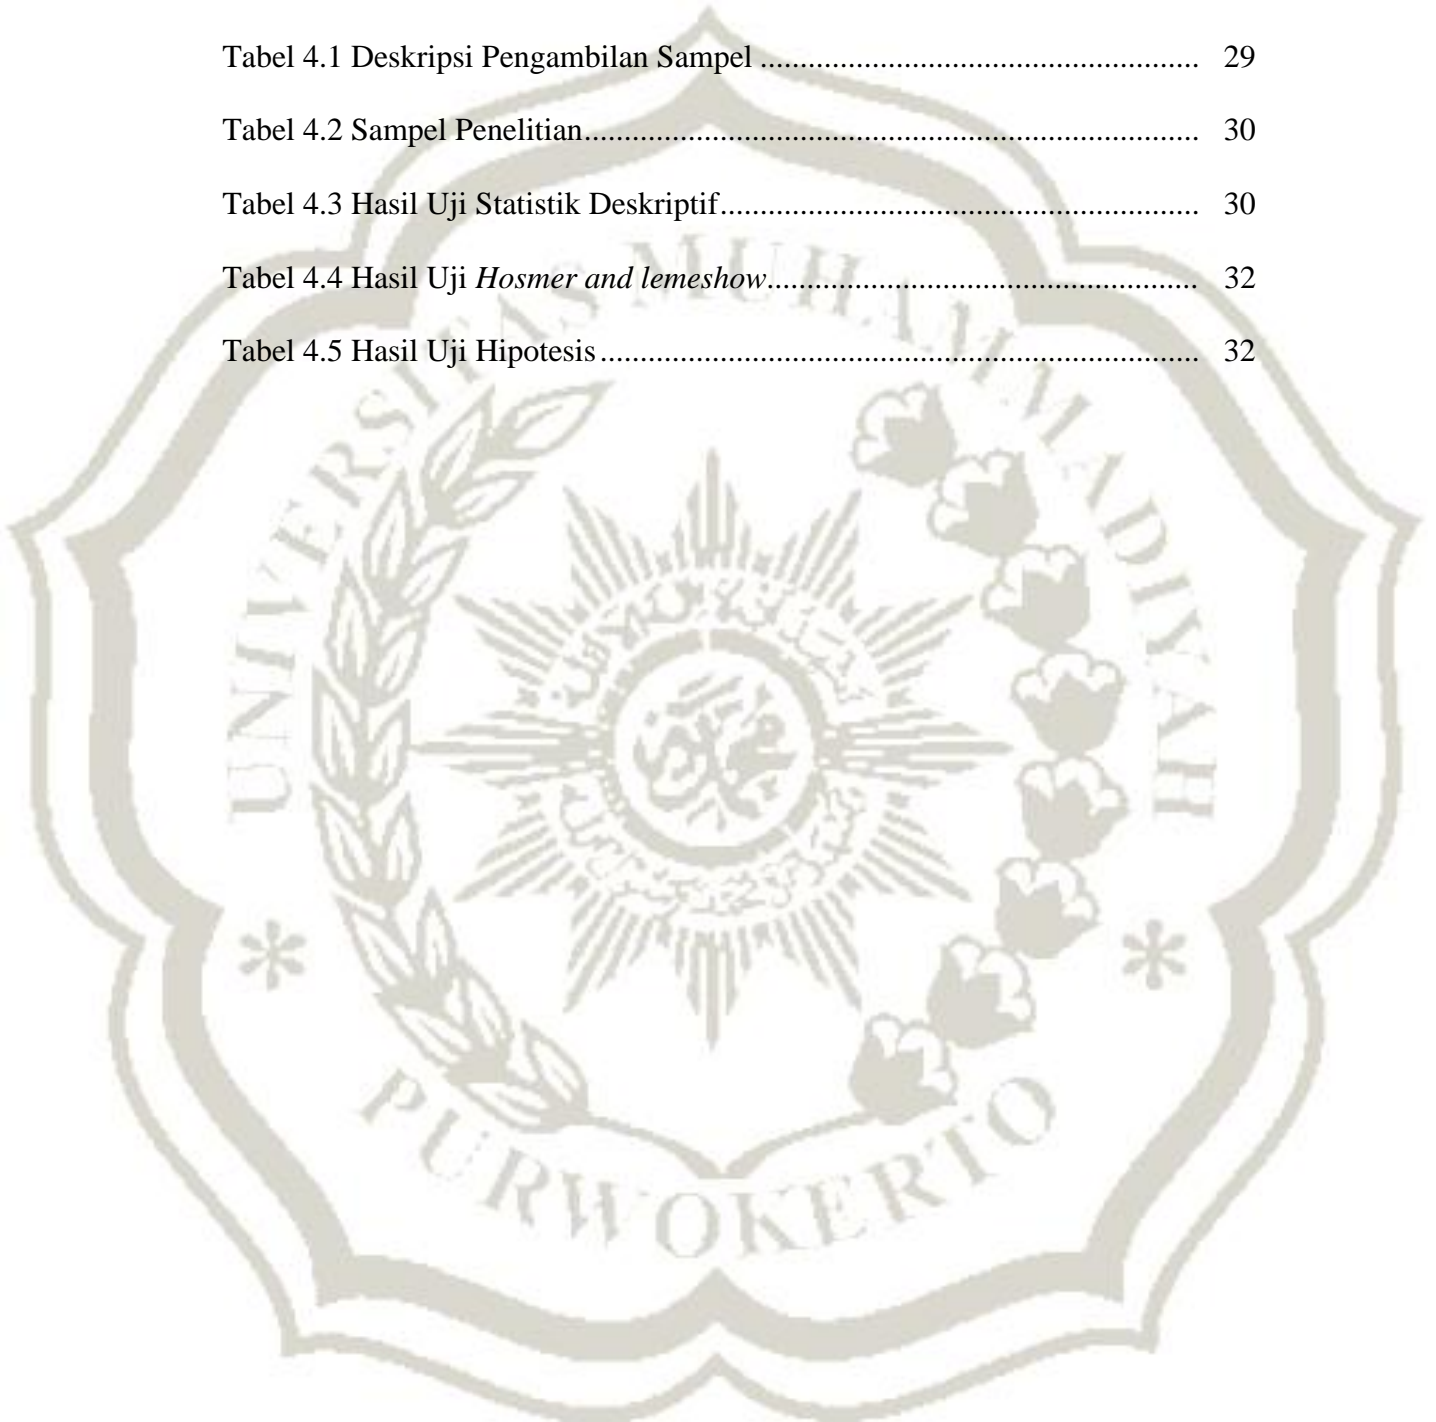 Tabel 4.1 Deskripsi Pengambilan Sampel ....................................................... 29
Tabel 4.2 Sampel Penelitian............................................................................. 30
Tabel 4.3 Hasil Uji Statistik Deskriptif............................................................ 30
Tabel 4.4 Hasil Uji Hosmer and lemeshow...................................................... 32
Tabel 4.5 Hasil Uji Hipotesis ........................................................................... 32
UNIVERSITAS MUHAMMADIYAH
PURWOKERTO